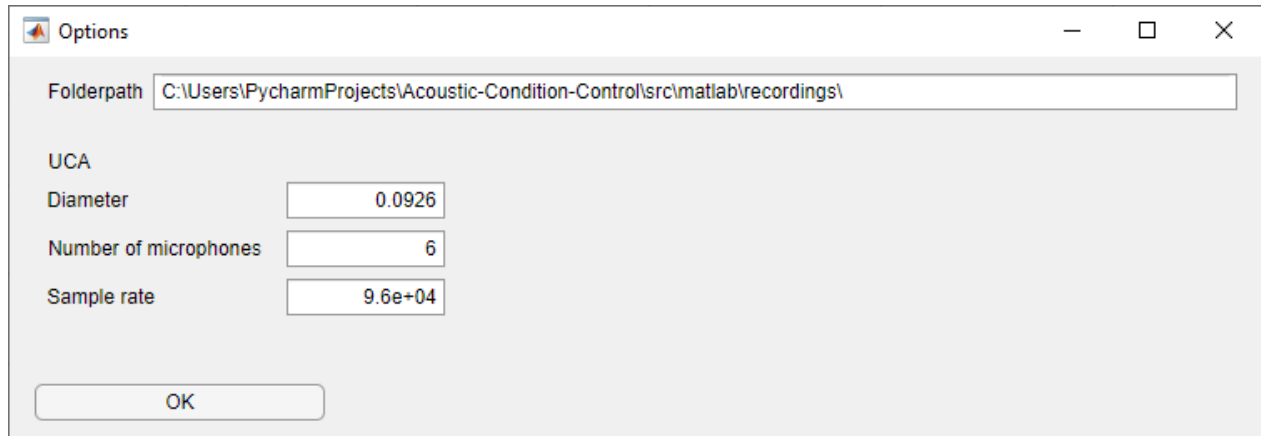 Options
Folderpath C:\Users\PycharmProjects\Acoustic-Condition-Control\src\matlab\recordings\
UCA
Diameter 0.0926
Number of microphones 6
Sample rate 9.6e+04
OK